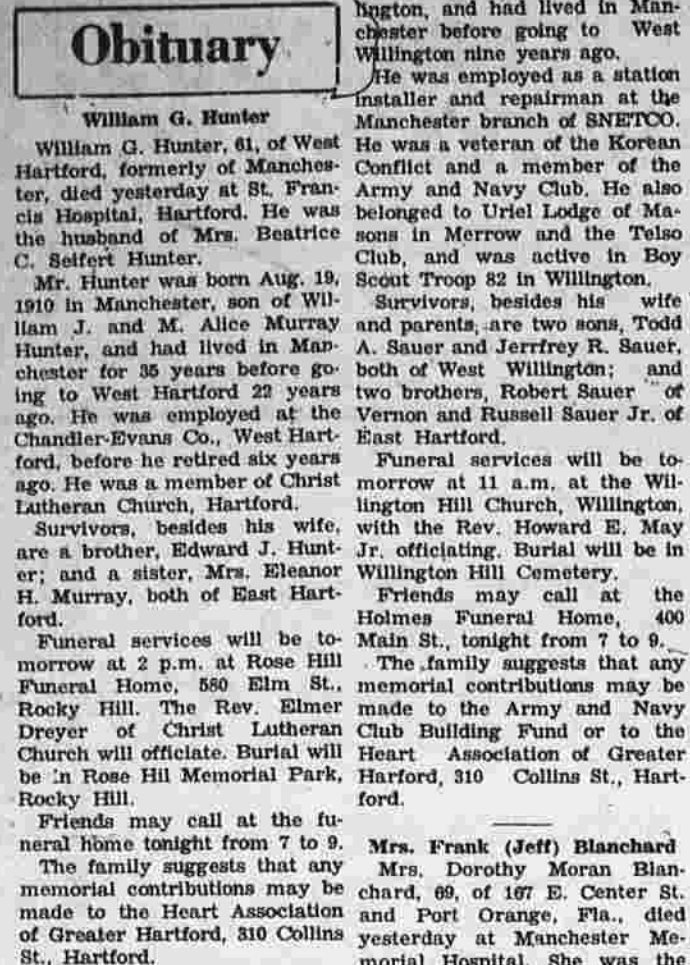 Obituary
William G. Hunter
William G. Hunter, 61, of West
Hartford, formerly of Manches-
ter, died yesterday at St. Fran-
cis Hospital, Hartford. He was
the husband of Mrs. Beatrice
C. Seifert Hunter.
Mr. Hunter was born Aug. 19,
1910 in Manchester, son of Wil-
liam J. and M. Alice Murray
Hunter, and had lived in Man-
chester for 35 years before go-
ing to West Hartford 22 years
ago. He was employed at the
Chandler-Evans Co., West Hart-
ford, before he retired six years
ago. He was a member of Christ
Lutheran Church, Hartford.
Survivors, besides his wife,
are a brother, Edward J. Hunt-
er; and a sister, Mrs. Eleanor
H. Murray, both of East Hart-
ford.
Funeral services will be to-
morrow at 2 p.m. at Rose Hill
Funeral Home, 580 Elm St.,
Rocky Hill. The Rev. Elmer
Dreyer of Christ Lutheran
Church will officiate. Burial will
be in Rose Hil Memorial Park,
Rocky Hill.
Friends may call at the fu-
neral home tonight from 7 to 9.
The family suggests that any
memorial contributions may be
made to the Heart Association
of Greater Hartford, 310 Collins
St., Hartford.
lington, and had lived in Man-
chester before going to West
Willington nine years ago.
He was employed as a station
installer and repairman at the
Manchester branch of SNETCO.
He was a veteran of the Korean
Conflict and a member of the
Army and Navy Club. He also
belonged to Uriel Lodge of Ma-
sons in Merrow and the Telso
Club, and was active in Boy
Scout Troop 82 in Willington.
Survivors, besides his wife
and parents, are two sons, Todd
A. Sauer and Jerrfrey R. Sauer,
both of West Willington; and
two brothers, Robert Sauer of
Vernon and Russell Sauer Jr. of
East Hartford.
Funeral services will be to-
morrow at 11 a.m. at the Wil-
lington Hill Church, Willington,
with the Rev. Howard E. May
Jr. officiating. Burial will be in
Willington Hill Cemetery.
Friends may call at the
Holmes Funeral Home, 400
Main St., tonight from 7 to 9.
The family suggests that any
memorial contributions may be
made to the Army and Navy
Club Building Fund or to the
Heart Association of Greater
Harford, 310 Collins St., Hart-
ford.
Mrs. Frank (Jeff) Blanchard
Mrs. Dorothy Moran Blan-
chard, 69, of 167 E. Center St.
and Port Orange, Fla., died
yesterday at Manchester Me-
morial Hospital. She was the